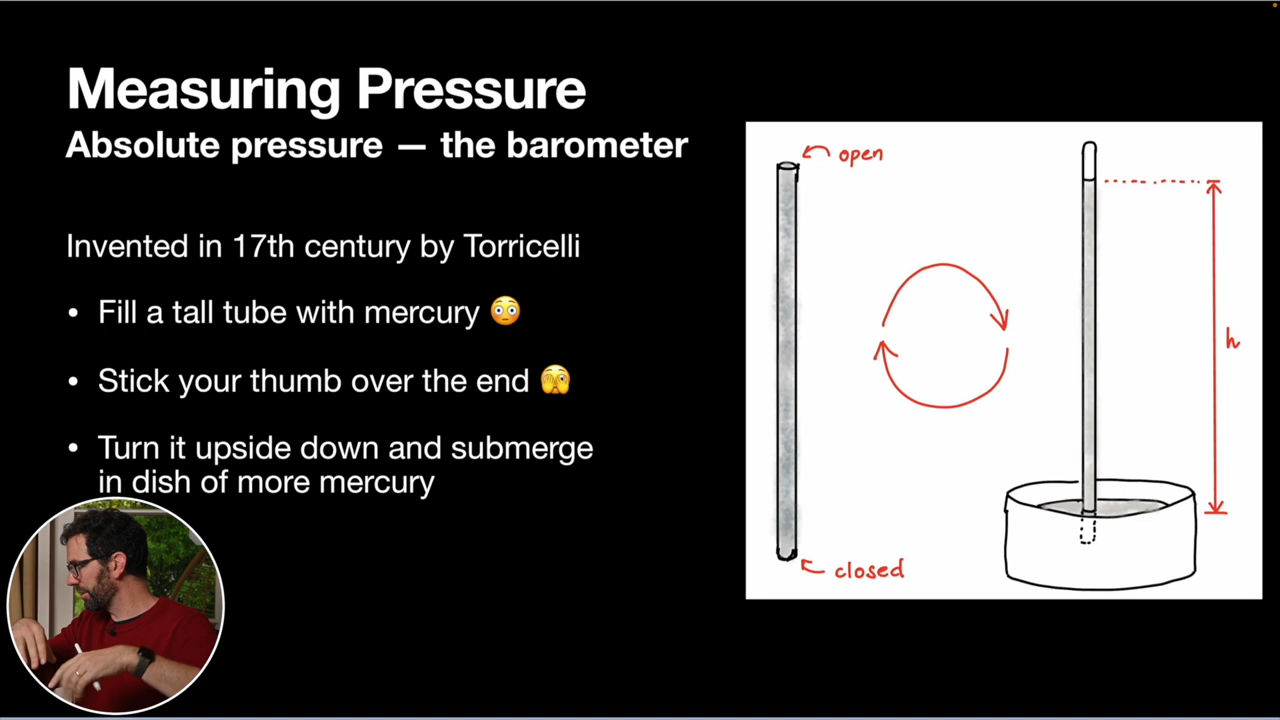 Measuring Pressure
Absolute pressure — the barometer
Invented in 17th century by Torricelli
• Fill a tall tube with mercury 😳
• Stick your thumb over the end 🫣
• Turn it upside down and submerge
in dish of more mercury
open
closed
h